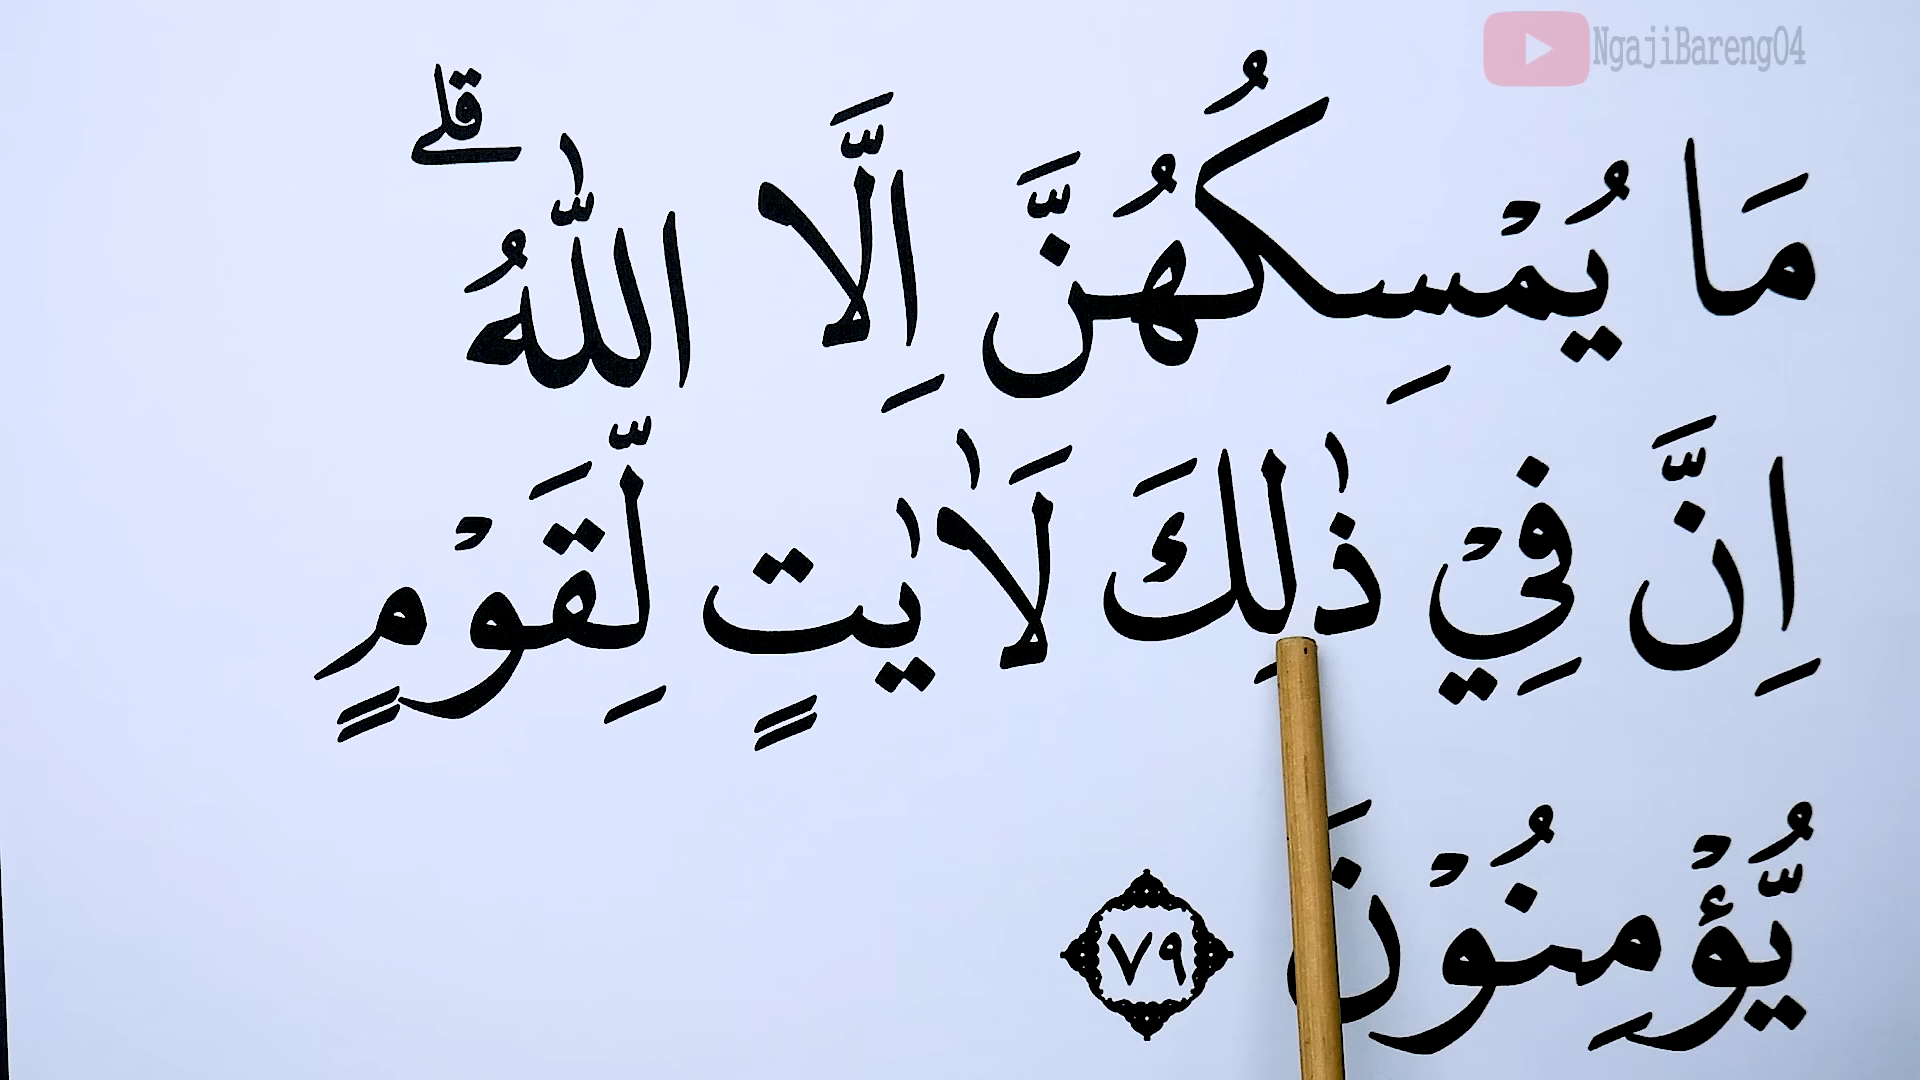 NgajiBareng04
مَا يُمْسِكُهُنَّ اِلَّا اللّٰهُ ۗ
اِنَّ فِيْ ذٰلِكَ لَاٰيٰتٍ لِّقَوْمٍ
يُّؤْمِنُوْنَ ٧٩